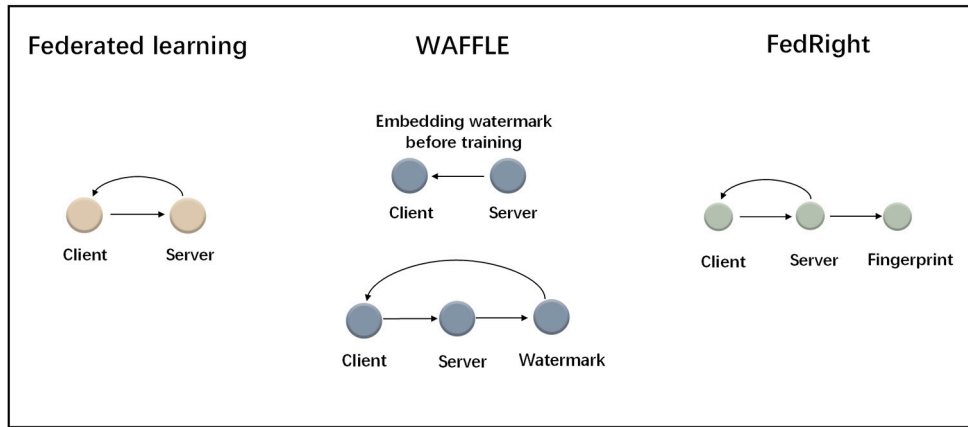 Federated learning
WAFFLE
FedRight
Embedding watermark
before training
Client
Server
Client
Server
Client
Server
Fingerprint
Client
Server
Watermark